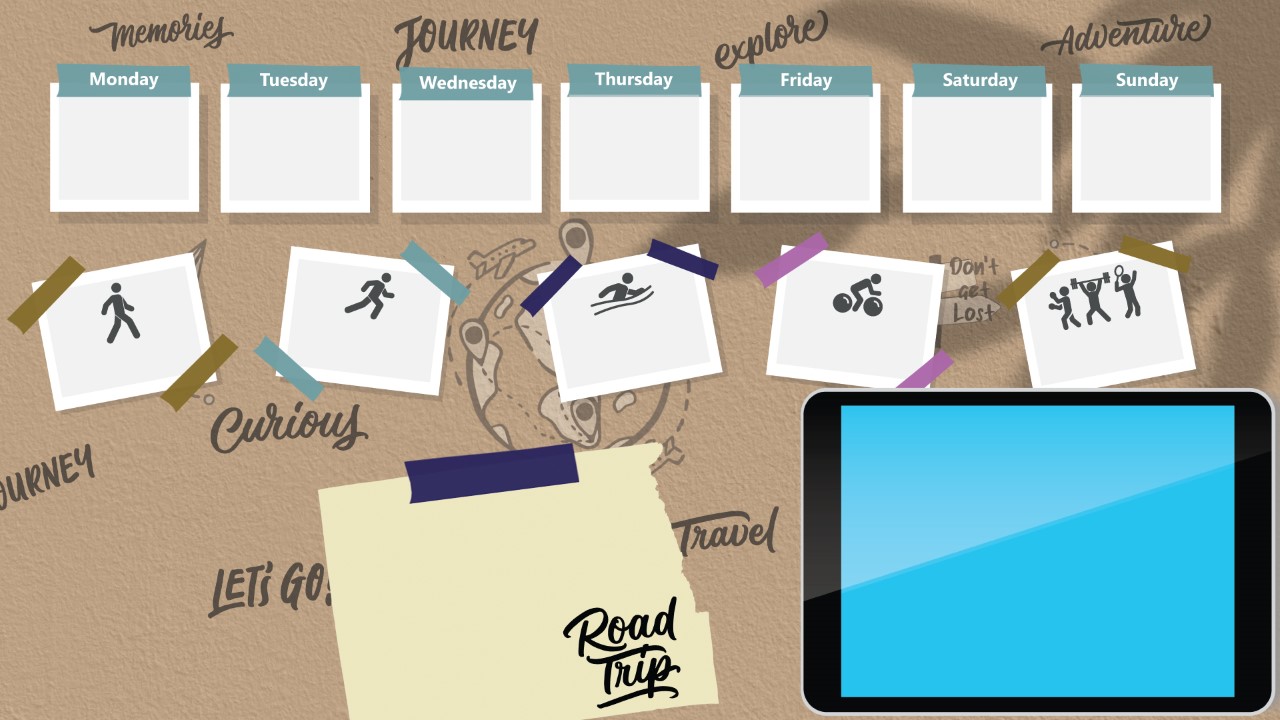 Memories
JOURNEY
explore
Adventure
Monday
Tuesday
Wednesday
Thursday
Friday
Saturday
Sunday
Don't
get
Lost
Curious
OURNEY
Travel
LET'S GO!
Road
Trip